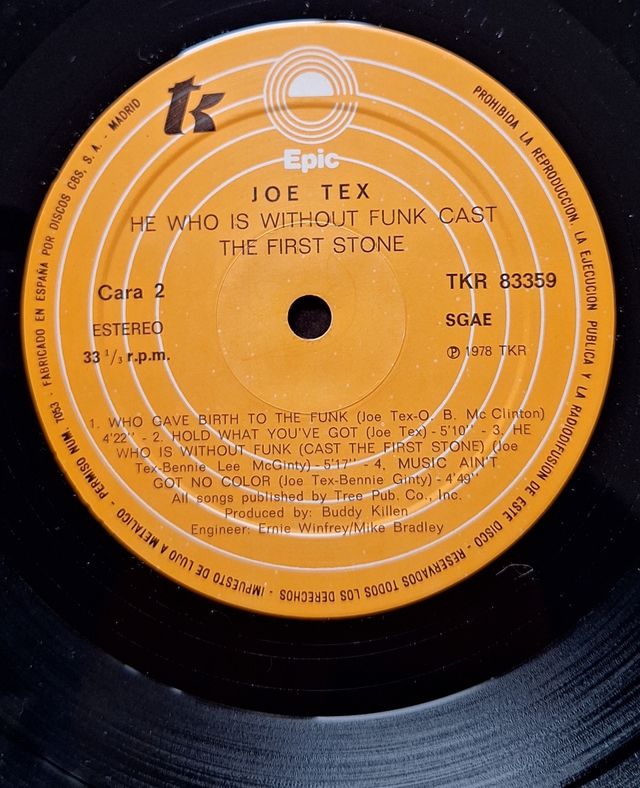 tk
Epic
JOE TEX
HE WHO IS WITHOUT FUNK CAST
THE FIRST STONE
Cara 2
ESTEREO
33 1/3 r.p.m.
TKR 83359
SGAE
℗ 1978 TKR
1. WHO GAVE BIRTH TO THE FUNK (Joe Tex-O. B. Mc Clinton)
4'22" - 2. HOLD WHAT YOU'VE GOT (Joe Tex) - 5'10" - 3. HE
WHO IS WITHOUT FUNK (CAST THE FIRST STONE) (Joe
Tex-Bennie Lee McGinty) - 5'17" - 4. MUSIC AIN'T
GOT NO COLOR (Joe Tex-Bennie Ginty) - 4'49"
All songs published by Tree Pub. Co., Inc.
Produced by: Buddy Killen
Engineer: Ernie Winfrey/Mike Bradley
PROHIBIDA LA REPRODUCCION, LA EJECUCION PUBLICA Y LA RADIODIFUSION DE ESTE DISCO - RESERVADOS TODOS LOS DERECHOS - IMPUESTO DE LUJO A METALICO - PERMISO NUM. 7053 - FABRICADO EN ESPAÑA POR DISCOS CBS, S. A. - MADRID